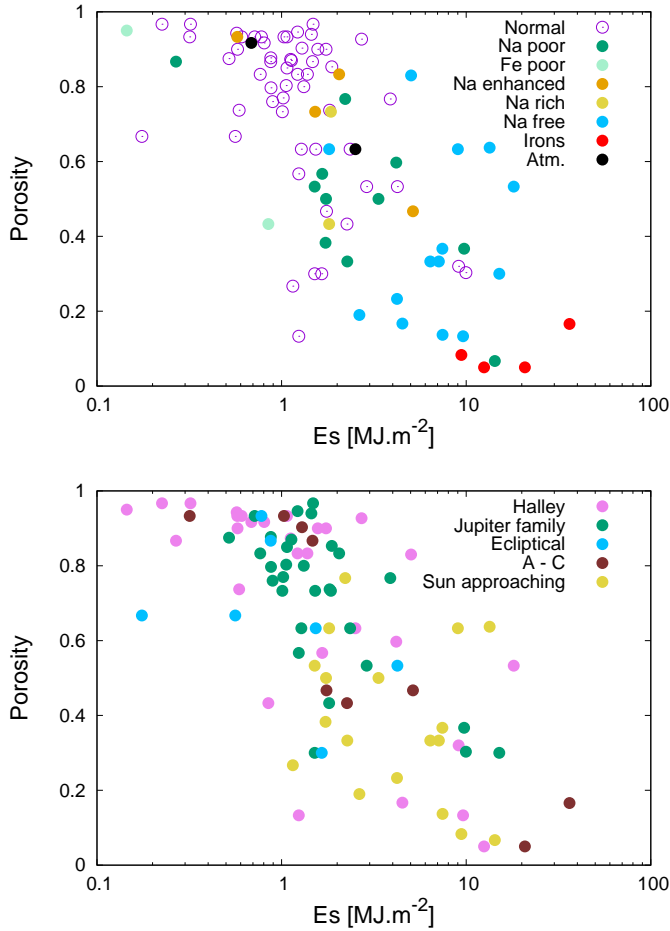 Porosity
1
0.8
0.6
0.4
0.2
0
0.1
1
10
100
Es [MJ.m⁻²]
Normal
Na poor
Fe poor
Na enhanced
Na rich
Na free
Irons
Atm.
Porosity
1
0.8
0.6
0.4
0.2
0
0.1
1
10
100
Es [MJ.m⁻²]
Halley
Jupiter family
Ecliptical
A - C
Sun approaching